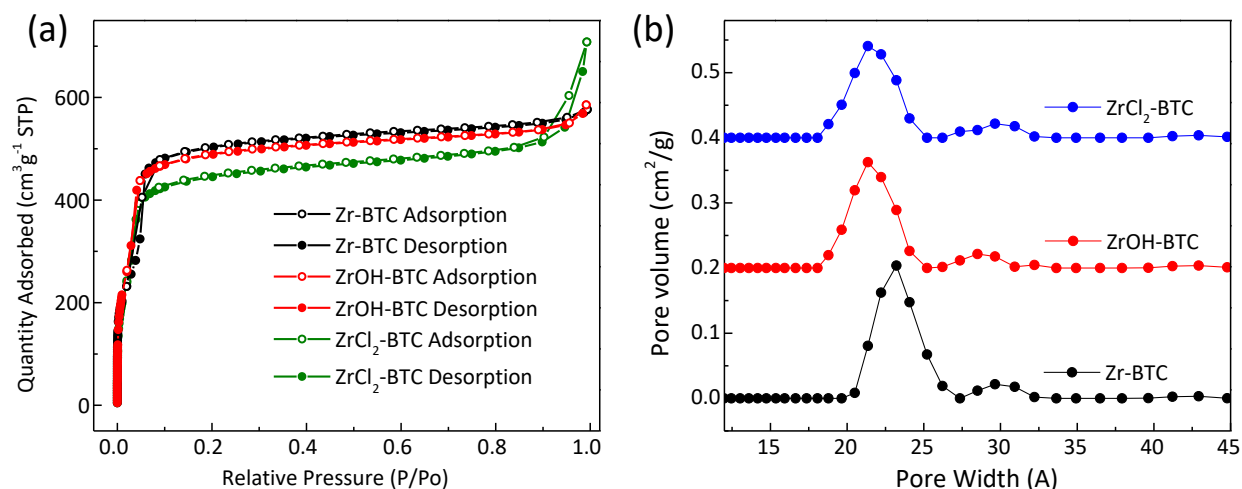 (a)
Quantity Adsorbed (cm³g⁻¹ STP)
600
400
200
0
Zr-BTC Adsorption
Zr-BTC Desorption
ZrOH-BTC Adsorption
ZrOH-BTC Desorption
ZrCl₂-BTC Adsorption
ZrCl₂-BTC Desorption
0.0 0.2 0.4 0.6 0.8 1.0
Relative Pressure (P/Po)
(b)
Pore volume (cm²/g)
0.5
0.4
0.3
0.2
0.1
0.0
ZrCl₂-BTC
ZrOH-BTC
Zr-BTC
15 20 25 30 35 40 45
Pore Width (A)